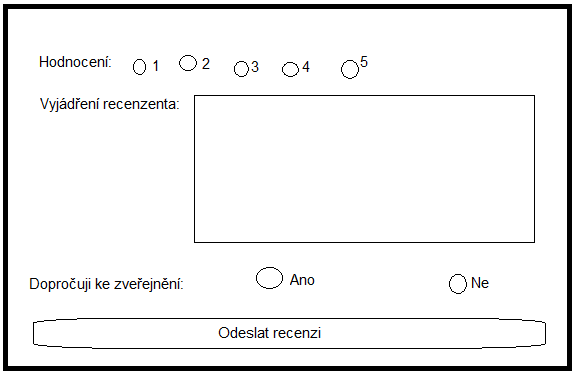 Hodnocení: 1 2 3 4 5
Vyjádření recenzenta:
Dopročuji ke zveřejnění: Ano Ne
Odeslat recenzi